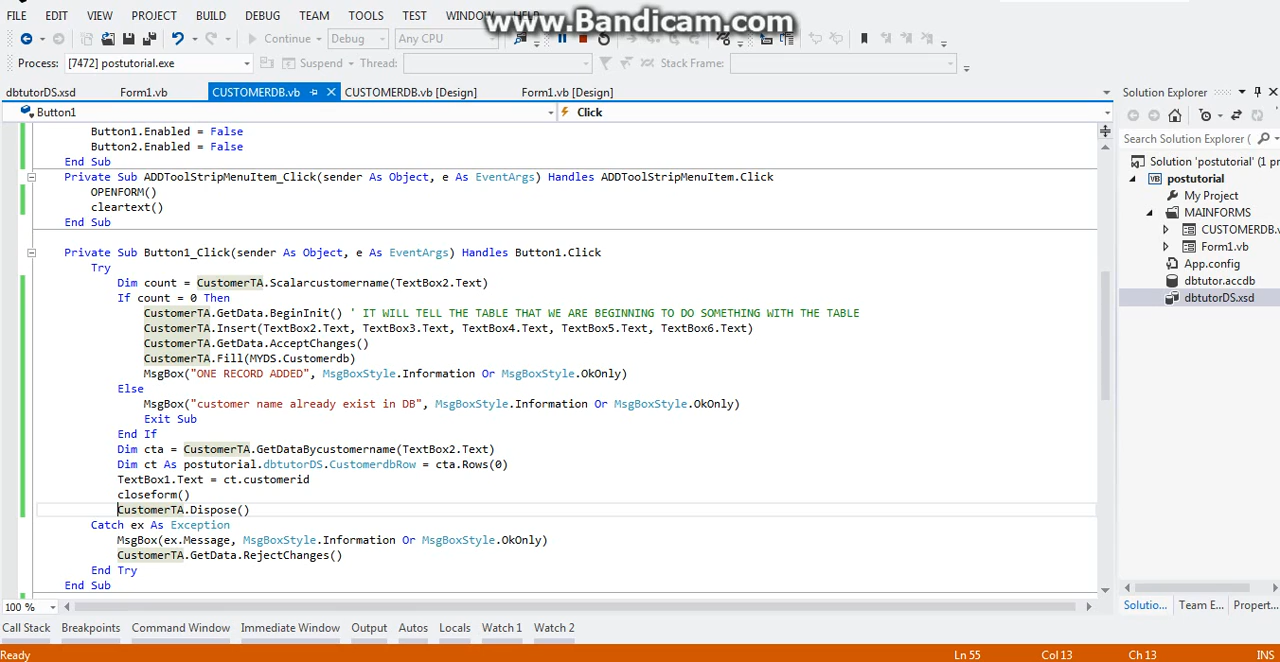 www.Bandicam.com
FILE EDIT VIEW PROJECT BUILD DEBUG TEAM TOOLS TEST WINDOW HELP
Continue Debug Any CPU
Process: [7472] postutorial.exe Suspend Thread: Stack Frame:
dbtutorDS.xsd Form1.vb CUSTOMERDB.vb CUSTOMERDB.vb [Design] Form1.vb [Design]
Solution Explorer
Button1 Click
Search Solution Explorer (
Button1.Enabled = False
Button2.Enabled = False
End Sub
Private Sub ADDToolStripMenuItem_Click(sender As Object, e As EventArgs) Handles ADDToolStripMenuItem.Click
OPENFORM()
cleartext()
End Sub
Private Sub Button1_Click(sender As Object, e As EventArgs) Handles Button1.Click
Try
Dim count = CustomerTA.Scalarcustomername(TextBox2.Text)
If count = 0 Then
CustomerTA.GetData.BeginInit() ' IT WILL TELL THE TABLE THAT WE ARE BEGINNING TO DO SOMETHING WITH THE TABLE
CustomerTA.Insert(TextBox2.Text, TextBox3.Text, TextBox4.Text, TextBox5.Text, TextBox6.Text)
CustomerTA.GetData.AcceptChanges()
CustomerTA.Fill(MYDS.Customerdb)
MsgBox("ONE RECORD ADDED", MsgBoxStyle.Information Or MsgBoxStyle.OkOnly)
Else
MsgBox("customer name already exist in DB", MsgBoxStyle.Information Or MsgBoxStyle.OkOnly)
Exit Sub
End If
Dim cta = CustomerTA.GetDataBycustomername(TextBox2.Text)
Dim ct As postutorial.dbtutorDS.CustomerdbRow = cta.Rows(0)
TextBox1.Text = ct.customerid
closeform()
CustomerTA.Dispose()
Catch ex As Exception
MsgBox(ex.Message, MsgBoxStyle.Information Or MsgBoxStyle.OkOnly)
CustomerTA.GetData.RejectChanges()
End Try
End Sub
Solution 'postutorial' (1 p
postutorial
My Project
MAINFORMS
CUSTOMERDB.v
Form1.vb
App.config
dbtutor.accdb
dbtutorDS.xsd
100 %
Solutio... Team E... Propert...
Call Stack Breakpoints Command Window Immediate Window Output Autos Locals Watch 1 Watch 2
Ready Ln 55 Col 13 Ch 13 INS